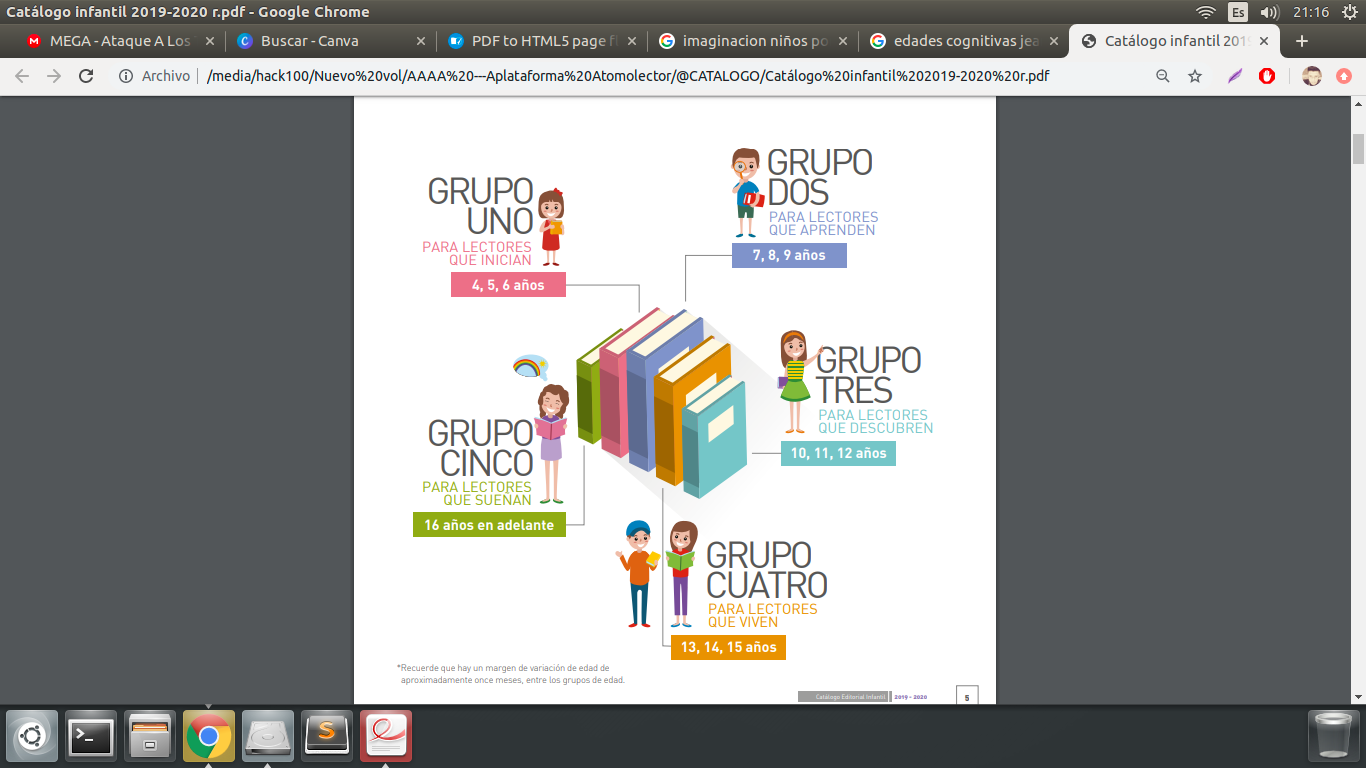 Catálogo infantil 2019-2020 r.pdf - Google Chrome
Es
21:16
MEGA - Ataque A Los
Buscar - Canva
PDF to HTML5 page f
imaginacion niños po
edades cognitivas jea
Catálogo infantil 201
Archivo
/media/hack100/Nuevo%20vol/AAAA%20---Aplataforma%20Atomolector/@CATALOGO/Catálogo%20infantil%202019-2020%20r.pdf
GRUPO
UNO
PARA LECTORES
QUE INICIAN
4, 5, 6 años
GRUPO
DOS
PARA LECTORES
QUE APRENDEN
7, 8, 9 años
GRUPO
TRES
PARA LECTORES
QUE DESCUBREN
10, 11, 12 años
GRUPO
CINCO
PARA LECTORES
QUE SUEÑAN
16 años en adelante
GRUPO
CUATRO
PARA LECTORES
QUE VIVEN
13, 14, 15 años
*Recuerde que hay un margen de variación de edad de
aproximadamente once meses, entre los grupos de edad.
Catálogo Editorial Infantil
2019 - 2020
5